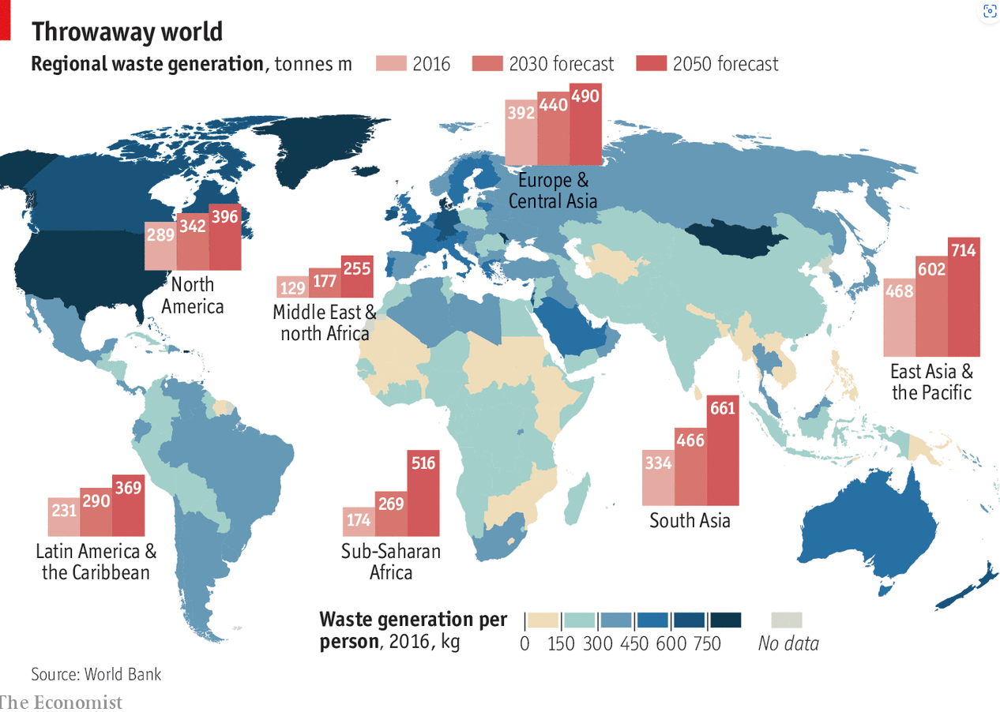 Throwaway world
Regional waste generation, tonnes m
2016
2030 forecast
2050 forecast
392
440
490
Europe &
Central Asia
289
342
396
North
America
129
177
255
Middle East &
north Africa
468
602
714
East Asia &
the Pacific
334
466
661
South Asia
174
269
516
Sub-Saharan
Africa
231
290
369
Latin America &
the Caribbean
Waste generation per
person, 2016, kg
0 150 300 450 600 750
No data
Source: World Bank
The Economist